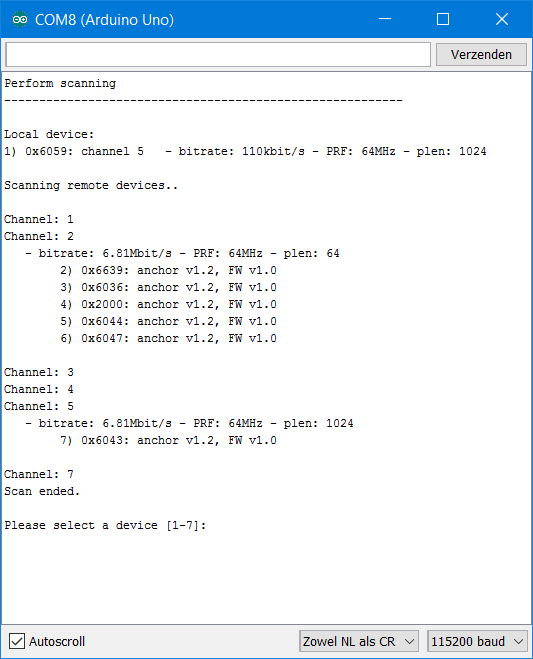 COM8 (Arduino Uno)
Verzenden
Perform scanning
---------------------------------------------------------
Local device:
1) 0x6059: channel 5   - bitrate: 110kbit/s - PRF: 64MHz - plen: 1024
Scanning remote devices..
Channel: 1
Channel: 2
   - bitrate: 6.81Mbit/s - PRF: 64MHz - plen: 64
        2) 0x6639: anchor v1.2, FW v1.0
        3) 0x6036: anchor v1.2, FW v1.0
        4) 0x2000: anchor v1.2, FW v1.0
        5) 0x6044: anchor v1.2, FW v1.0
        6) 0x6047: anchor v1.2, FW v1.0
Channel: 3
Channel: 4
Channel: 5
   - bitrate: 6.81Mbit/s - PRF: 64MHz - plen: 1024
        7) 0x6043: anchor v1.2, FW v1.0
Channel: 7
Scan ended.
Please select a device [1-7]:
Autoscroll
Zowel NL als CR
115200 baud